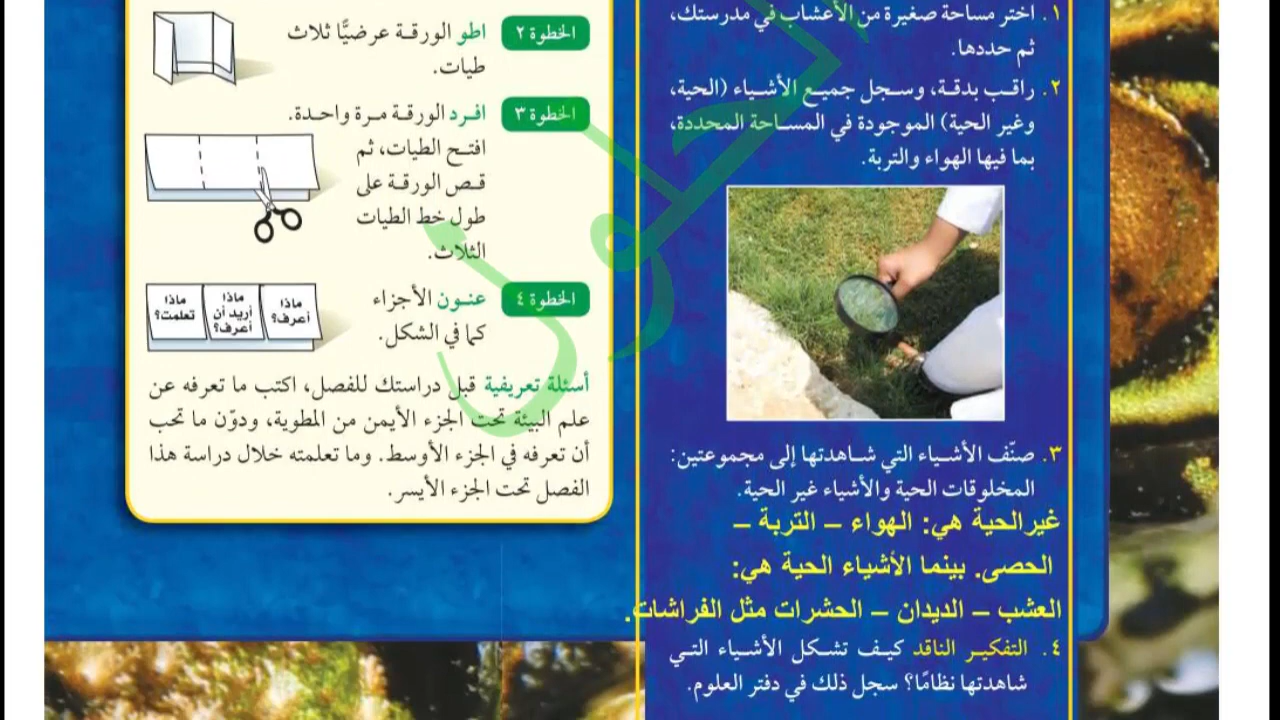 ١. اختر مساحة صغيرة من الأعشاب في مدرستك،
ثم حددها.
٢. راقب بدقة، وسجل جميع الأشياء (الحية،
وغير الحية) الموجودة في المساحة المحددة،
بما فيها الهواء والتربة.
٣. صنّف الأشياء التي شاهدتها إلى مجموعتين:
المخلوقات الحية والأشياء غير الحية.
غيرالحية هي: الهواء – التربة –
الحصى. بينما الأشياء الحية هي:
العشب – الديدان – الحشرات مثل الفراشات.
٤. التفكير الناقد كيف تشكل الأشياء التي
شاهدتها نظامًا؟ سجل ذلك في دفتر العلوم.
الخطوة ٢ اطو الورقة عرضيًّا ثلاث
طيات.
الخطوة ٣ افرد الورقة مرة واحدة.
افتح الطيات، ثم
قص الورقة على
طول خط الطيات
الثلاث.
الخطوة ٤ عنون الأجزاء
كما في الشكل.
ماذا أعرف؟
ماذا أريد أن أعرف؟
ماذا تعلمت؟
أسئلة تعريفية قبل دراستك للفصل، اكتب ما تعرفه عن
علم البيئة تحت الجزء الأيمن من المطوية، ودوّن ما تحب
أن تعرفه في الجزء الأوسط. وما تعلمته خلال دراسة هذا
الفصل تحت الجزء الأيسر.